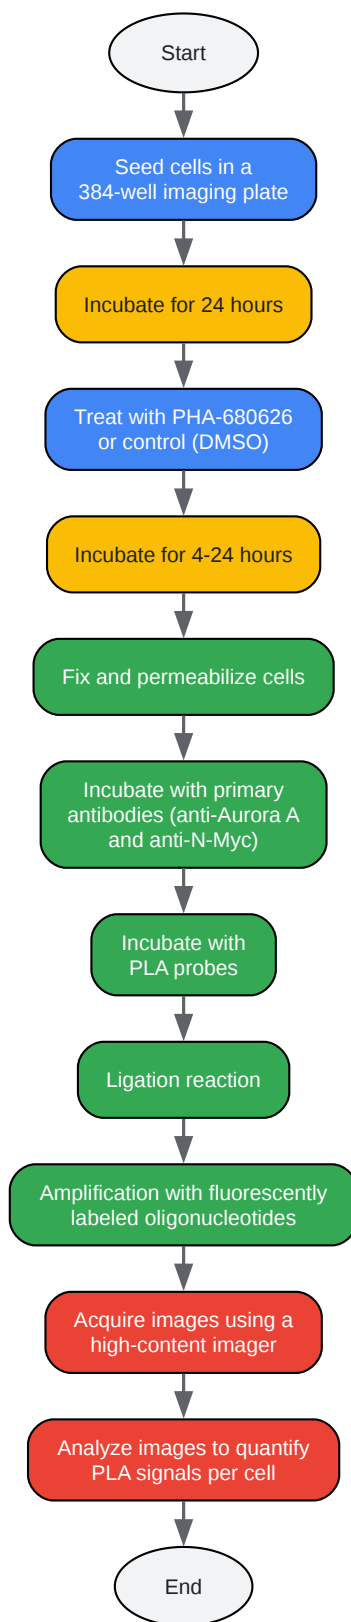 Start
Seed cells in a
384-well imaging plate
Incubate for 24 hours
Treat with PHA-680626
or control (DMSO)
Incubate for 4-24 hours
Fix and permeabilize cells
Incubate with primary
antibodies (anti-Aurora A
and anti-N-Myc)
Incubate with
PLA probes
Ligation reaction
Amplification with fluorescently
labeled oligonucleotides
Acquire images using a
high-content imager
Analyze images to quantify
PLA signals per cell
End